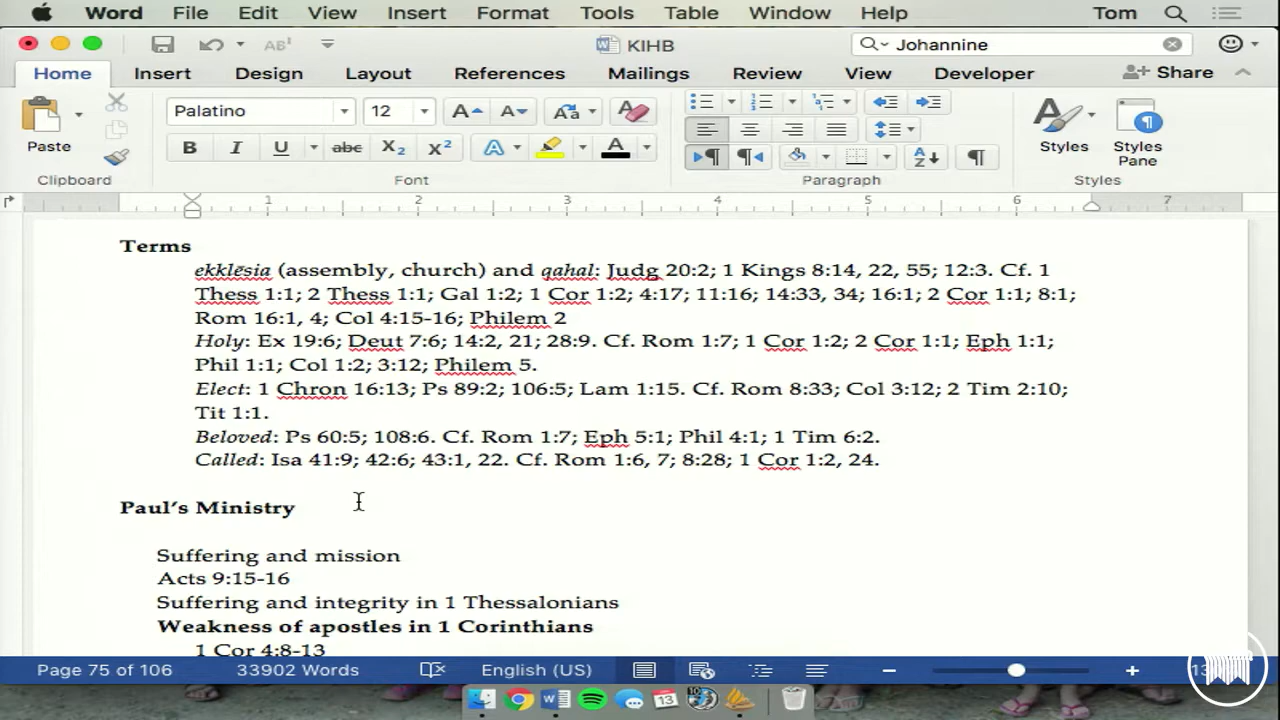 Word File Edit View Insert Format Tools Table Window Help Tom
KIHB Johannine
Home Insert Design Layout References Mailings Review View Developer Share
Palatino 12 A A Aa A
Paste B I U abc X₂ X² A A Styles Styles Pane
Clipboard Font Paragraph Styles
1 2 3 4 5 6 7
Terms
ekklēsia (assembly, church) and qahal: Judg 20:2; 1 Kings 8:14, 22, 55; 12:3. Cf. 1
Thess 1:1; 2 Thess 1:1; Gal 1:2; 1 Cor 1:2; 4:17; 11:16; 14:33, 34; 16:1; 2 Cor 1:1; 8:1;
Rom 16:1, 4; Col 4:15-16; Philem 2
Holy: Ex 19:6; Deut 7:6; 14:2, 21; 28:9. Cf. Rom 1:7; 1 Cor 1:2; 2 Cor 1:1; Eph 1:1;
Phil 1:1; Col 1:2; 3:12; Philem 5.
Elect: 1 Chron 16:13; Ps 89:2; 106:5; Lam 1:15. Cf. Rom 8:33; Col 3:12; 2 Tim 2:10;
Tit 1:1.
Beloved: Ps 60:5; 108:6. Cf. Rom 1:7; Eph 5:1; Phil 4:1; 1 Tim 6:2.
Called: Isa 41:9; 42:6; 43:1, 22. Cf. Rom 1:6, 7; 8:28; 1 Cor 1:2, 24.
Paul's Ministry
Suffering and mission
Acts 9:15-16
Suffering and integrity in 1 Thessalonians
Weakness of apostles in 1 Corinthians
1 Cor 4:8-13
Page 75 of 106 33902 Words English (US)
13